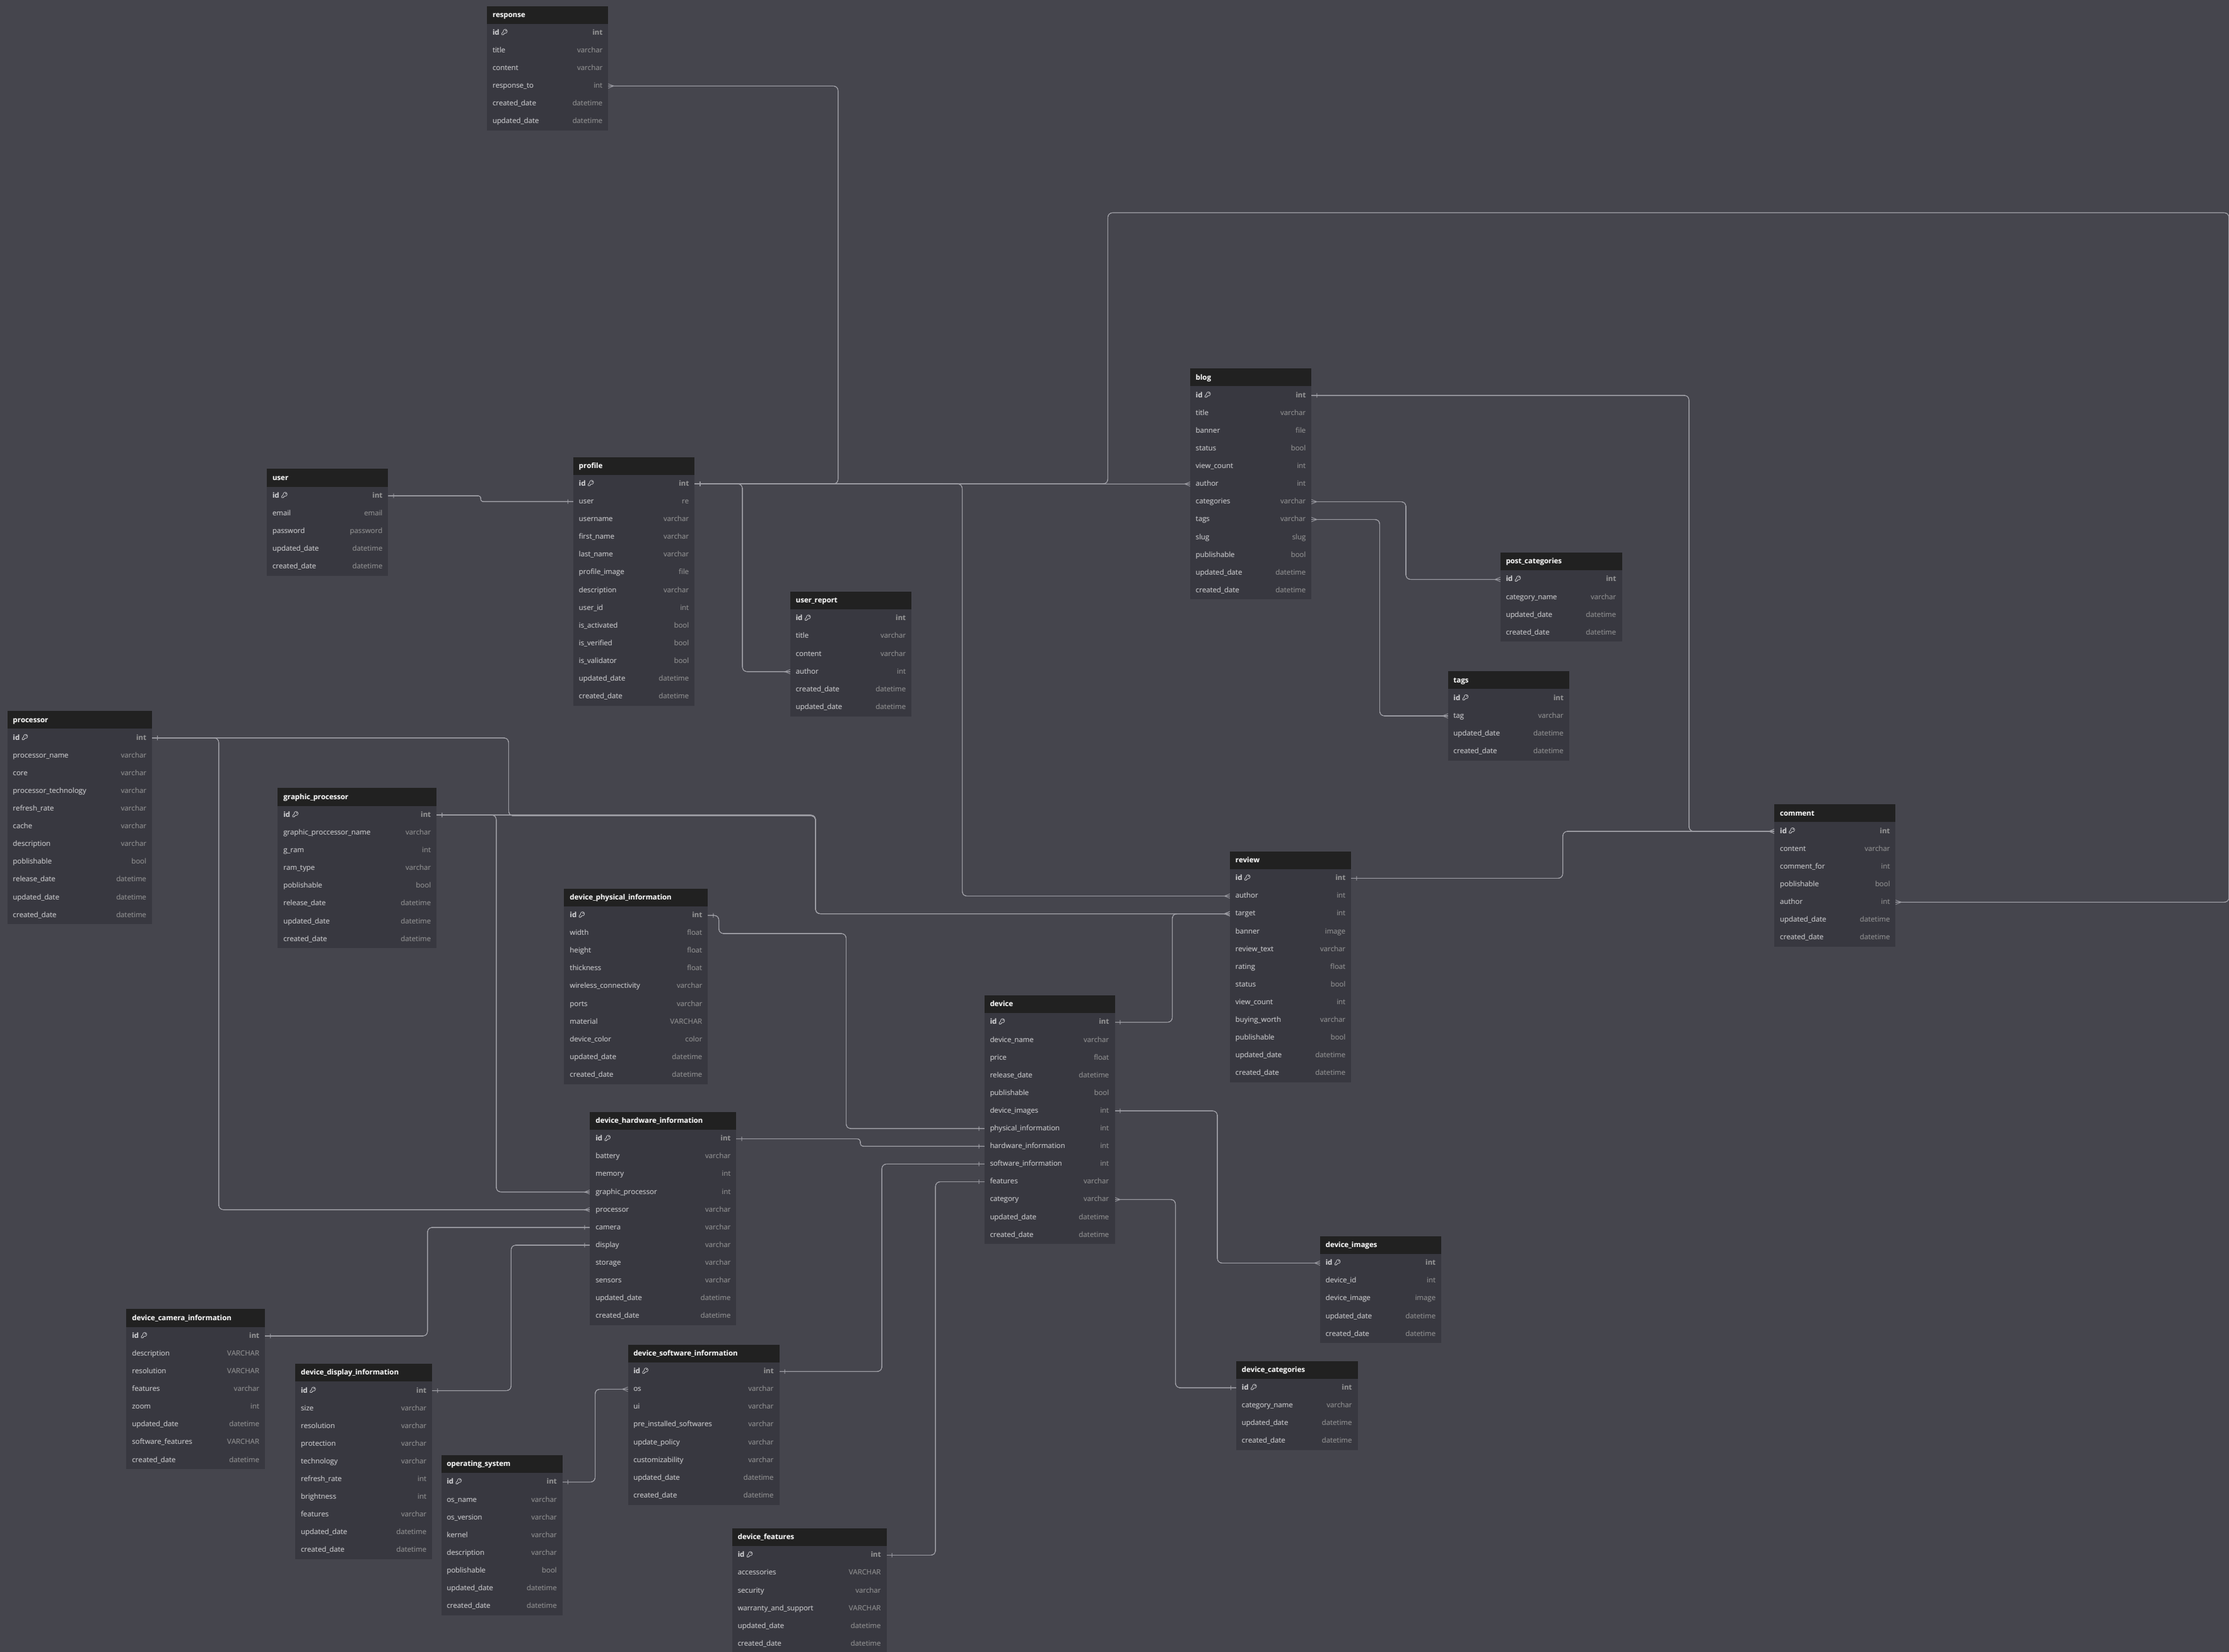 response
id int
title varchar
content varchar
response_to int
created_date datetime
updated_date datetime
blog
id int
title varchar
banner file
status bool
view_count int
author int
categories varchar
tags varchar
slug slug
publishable bool
updated_date datetime
created_date datetime
profile
id int
user re
username varchar
first_name varchar
last_name varchar
profile_image file
description varchar
user_id int
is_activated bool
is_verified bool
is_validator bool
updated_date datetime
created_date datetime
user
id int
email email
password password
updated_date datetime
created_date datetime
post_categories
id int
category_name varchar
updated_date datetime
created_date datetime
user_report
id int
title varchar
content varchar
author int
created_date datetime
updated_date datetime
tags
id int
tag varchar
updated_date datetime
created_date datetime
processor
id int
processor_name varchar
core varchar
processor_technology varchar
refresh_rate varchar
cache varchar
description varchar
poblishable bool
release_date datetime
updated_date datetime
created_date datetime
graphic_processor
id int
graphic_proccessor_name varchar
g_ram int
ram_type varchar
poblishable bool
release_date datetime
updated_date datetime
created_date datetime
comment
id int
content varchar
comment_for int
poblishable bool
author int
updated_date datetime
created_date datetime
review
id int
author int
target int
banner image
review_text varchar
rating float
status bool
view_count int
buying_worth varchar
publishable bool
updated_date datetime
created_date datetime
device_physical_information
id int
width float
height float
thickness float
wireless_connectivity varchar
ports varchar
material VARCHAR
device_color color
updated_date datetime
created_date datetime
device
id int
device_name varchar
price float
release_date datetime
publishable bool
device_images int
physical_information int
hardware_information int
software_information int
features varchar
category varchar
updated_date datetime
created_date datetime
device_hardware_information
id int
battery varchar
memory int
graphic_processor int
processor varchar
camera varchar
display varchar
storage varchar
sensors varchar
updated_date datetime
created_date datetime
device_images
id int
device_id int
device_image image
updated_date datetime
created_date datetime
device_camera_information
id int
description VARCHAR
resolution VARCHAR
features varchar
zoom int
updated_date datetime
software_features VARCHAR
created_date datetime
device_software_information
id int
os varchar
ui varchar
pre_installed_softwares varchar
update_policy varchar
customizability varchar
updated_date datetime
created_date datetime
device_categories
id int
category_name varchar
updated_date datetime
created_date datetime
device_display_information
id int
size varchar
resolution varchar
protection varchar
technology varchar
refresh_rate int
brightness int
features varchar
updated_date datetime
created_date datetime
operating_system
id int
os_name varchar
os_version varchar
kernel varchar
description varchar
poblishable bool
updated_date datetime
created_date datetime
device_features
id int
accessories VARCHAR
security varchar
warranty_and_support VARCHAR
updated_date datetime
created_date datetime